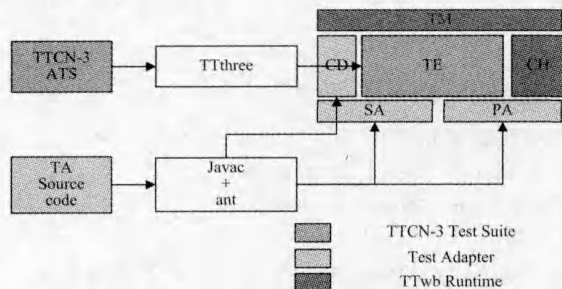 TM
TTCN-3
ATS
TTthree
CD
TE
CH
SA
PA
TA
Source
code
Javac
+
ant
TTCN-3 Test Suite
Test Adapter
TTwb Runtime